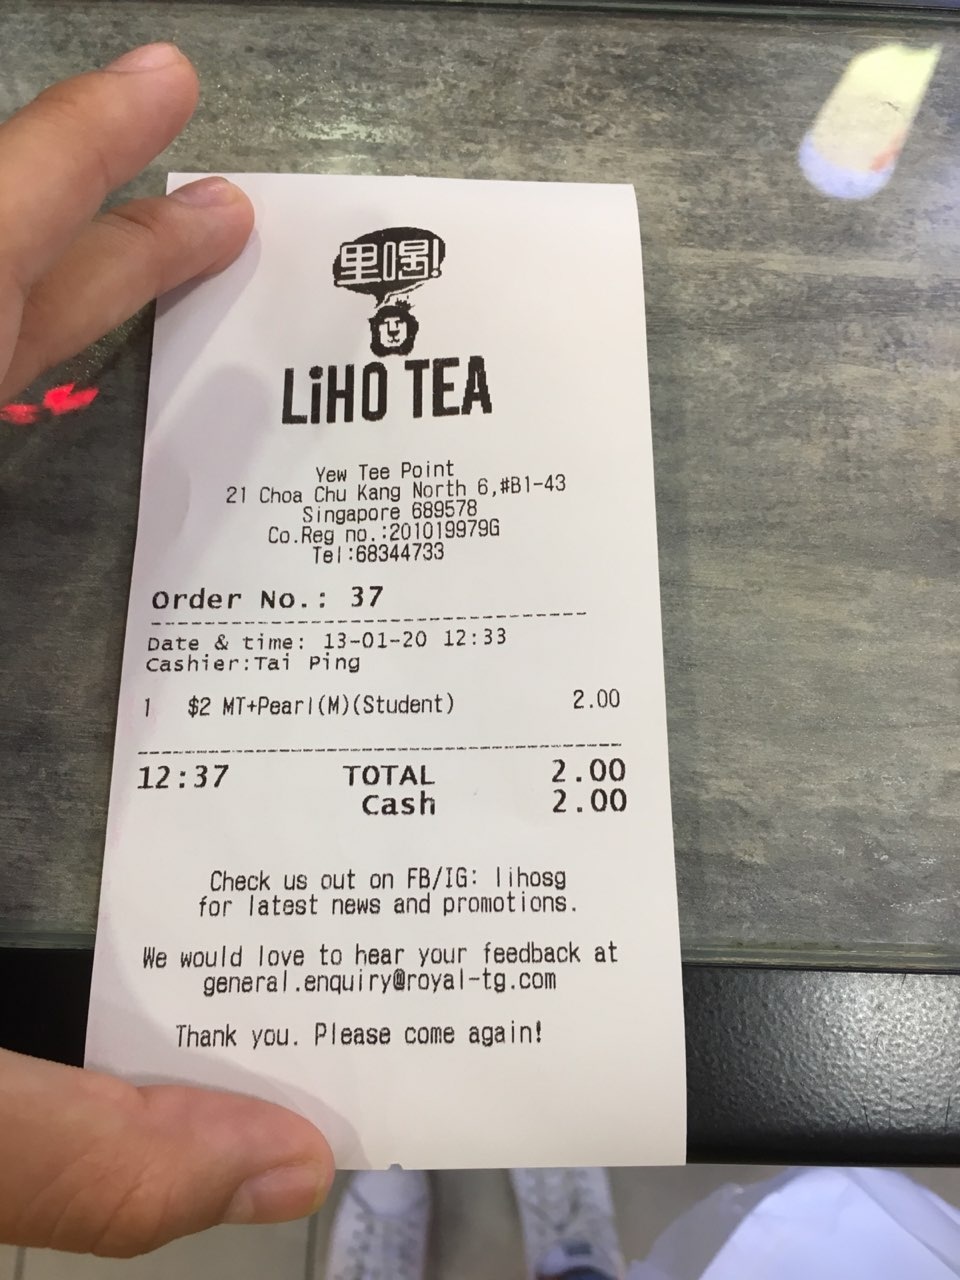 里喝!
LiHO TEA
Yew Tee Point
21 Choa Chu Kang North 6,#B1-43
Singapore 689578
Co.Reg no.:201019979G
Tel:68344733
Order No.: 37
Date & time: 13-01-20 12:33
Cashier:Tai Ping
1 $2 MT+Pearl(M)(Student) 2.00
12:37 TOTAL 2.00
Cash 2.00
Check us out on FB/IG: lihosg
for latest news and promotions.
We would love to hear your feedback at
general.enquiry@royal-tg.com
Thank you. Please come again!